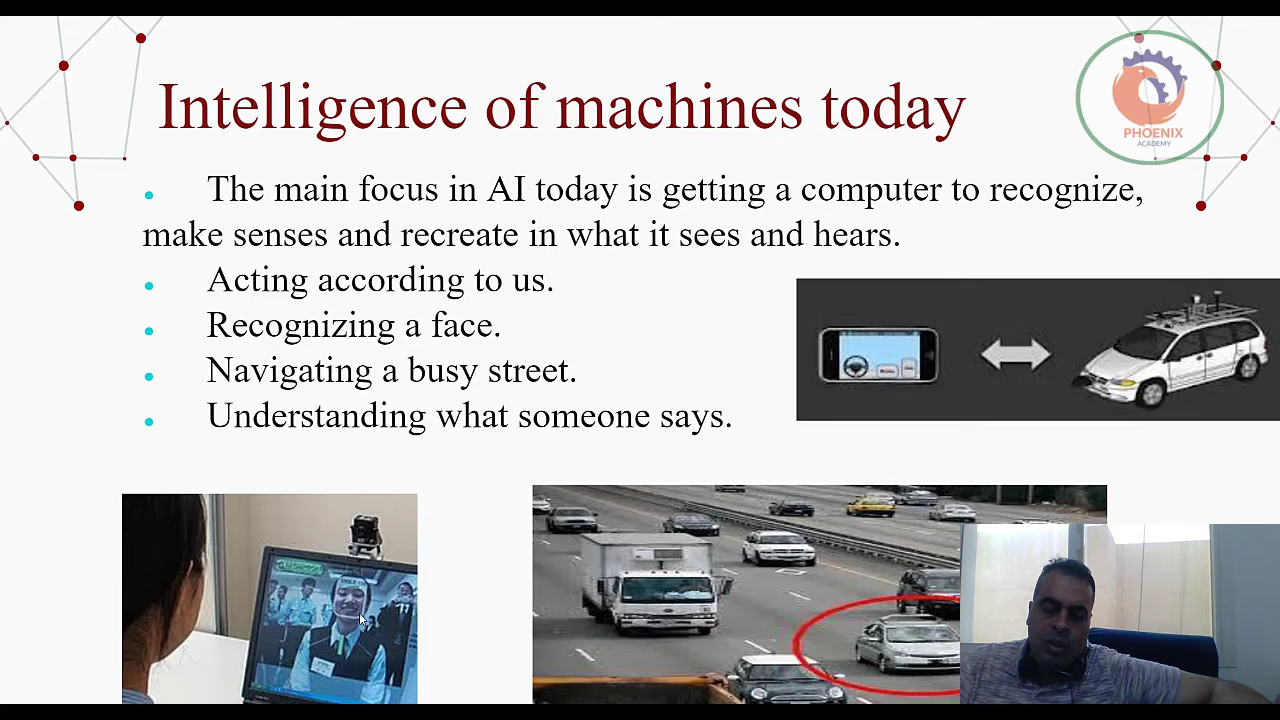 Intelligence of machines today
PHOENIX
ACADEMY
The main focus in AI today is getting a computer to recognize,
make senses and recreate in what it sees and hears.
Acting according to us.
Recognizing a face.
Navigating a busy street.
Understanding what someone says.